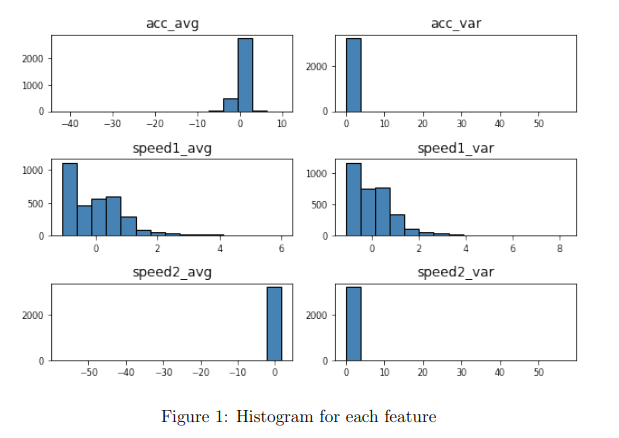 acc_avg acc_var
2000 2000
1000
0 0
−40 −30 −20 −10 0 10 0 10 20 30 40 50
speed1_avg speed1_var
1000 1000
500 500
0 0
0 2 4 6 0 2 4 6 8
speed2_avg speed2_var
2000 2000
0 0
−50 −40 −30 −20 −10 0 0 10 20 30 40 50
Figure 1: Histogram for each feature